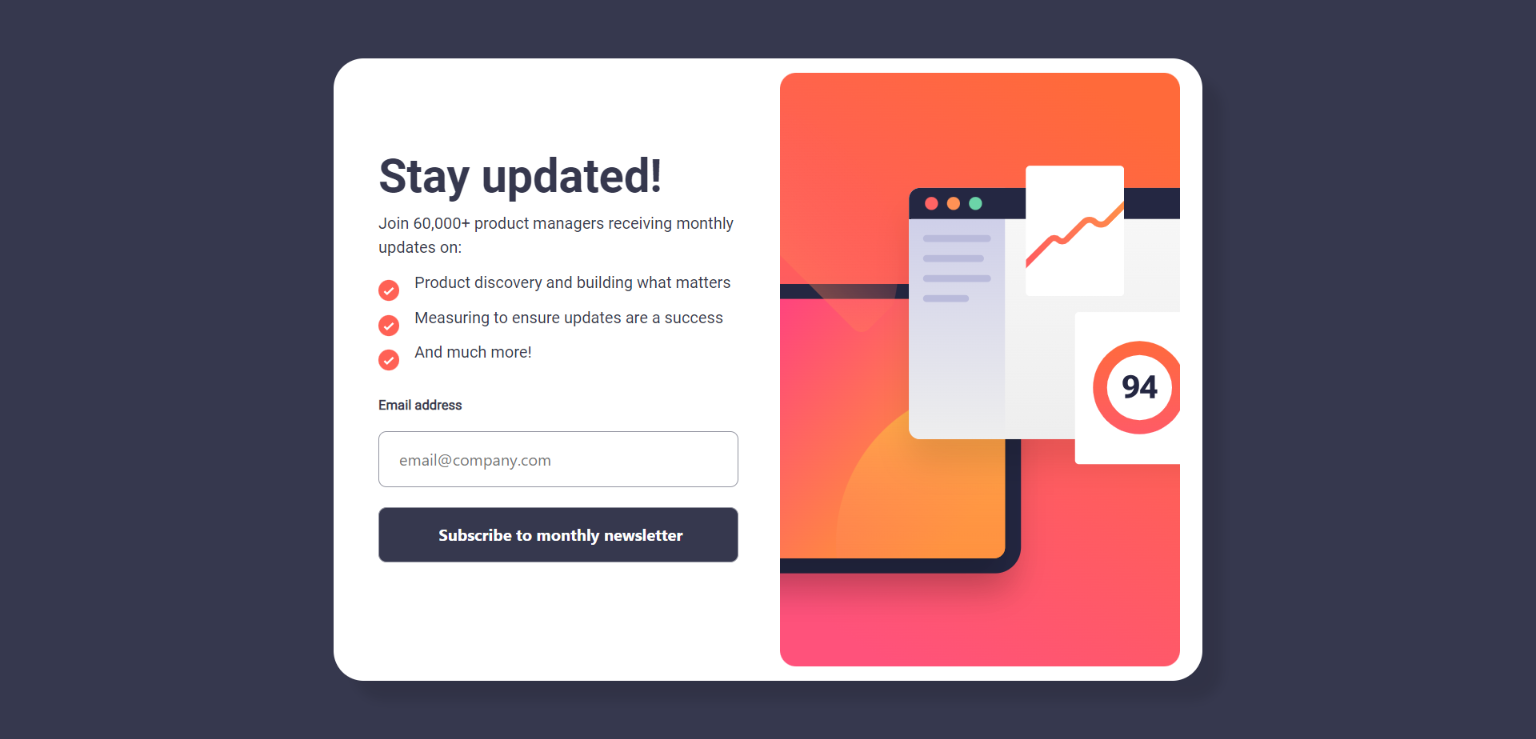 Stay updated!
Join 60,000+ product managers receiving monthly
updates on:
Product discovery and building what matters
Measuring to ensure updates are a success
And much more!
Email address
email@company.com
Subscribe to monthly newsletter
94